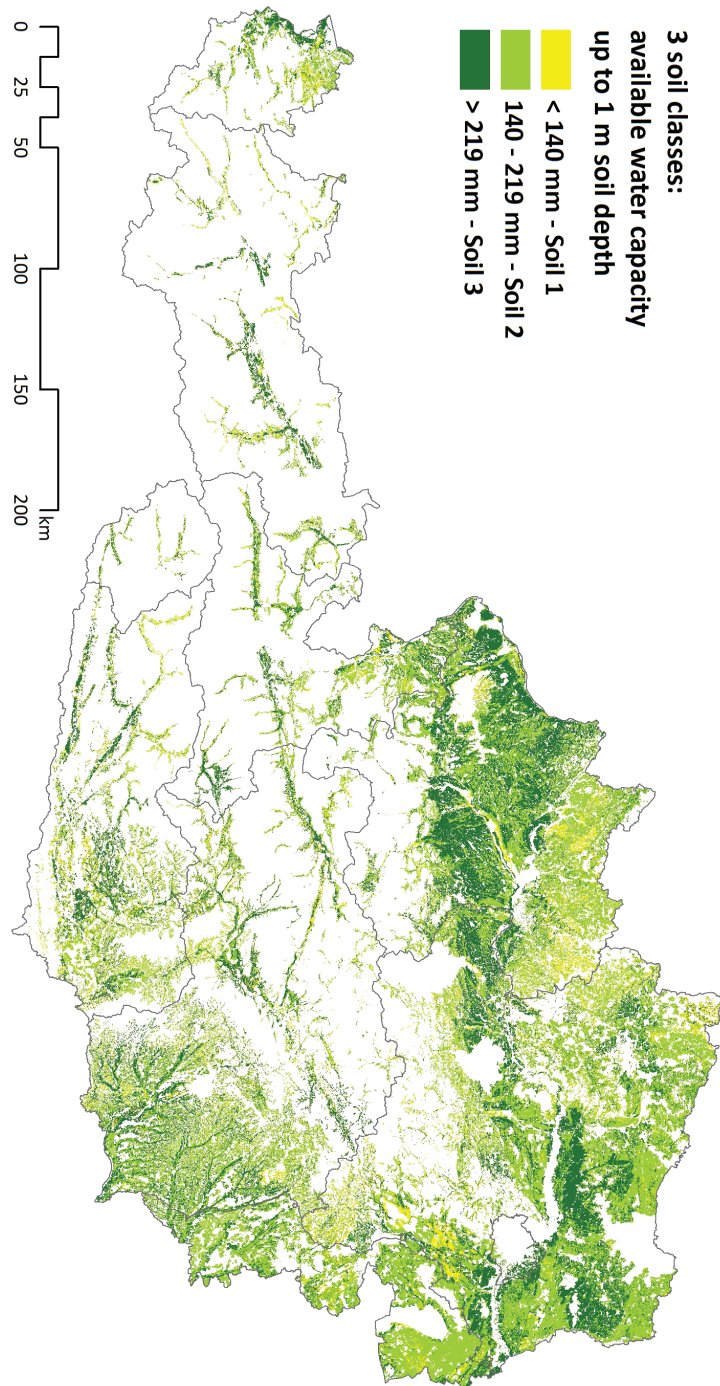 3 soil classes:
available water capacity
up to 1 m soil depth
< 140 mm - Soil 1
140 - 219 mm - Soil 2
> 219 mm - Soil 3
0 25 50 100 150 200
km